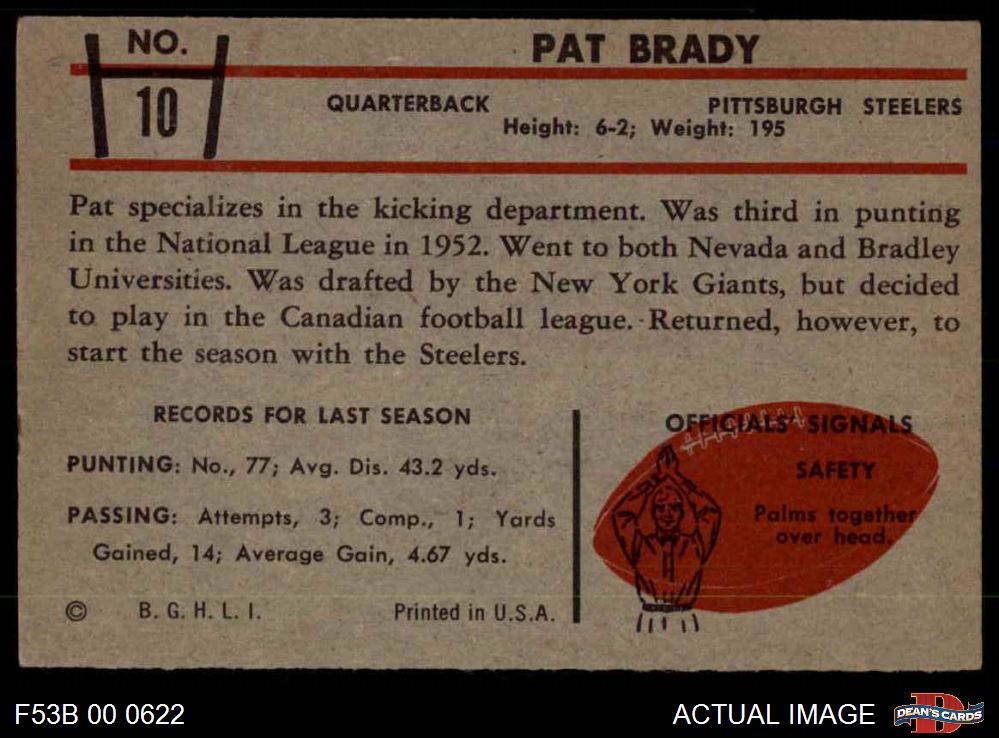 NO.
10
PAT BRADY
QUARTERBACK PITTSBURGH STEELERS
Height: 6-2; Weight: 195
Pat specializes in the kicking department. Was third in punting
in the National League in 1952. Went to both Nevada and Bradley
Universities. Was drafted by the New York Giants, but decided
to play in the Canadian football league. Returned, however, to
start the season with the Steelers.
RECORDS FOR LAST SEASON
PUNTING: No., 77; Avg. Dis. 43.2 yds.
PASSING: Attempts, 3; Comp., 1; Yards
Gained, 14; Average Gain, 4.67 yds.
© B. G. H. L. I. Printed in U.S.A.
OFFICIALS' SIGNALS
SAFETY
Palms together
over head.
F53B 00 0622
ACTUAL IMAGE
DEAN'S CARDS